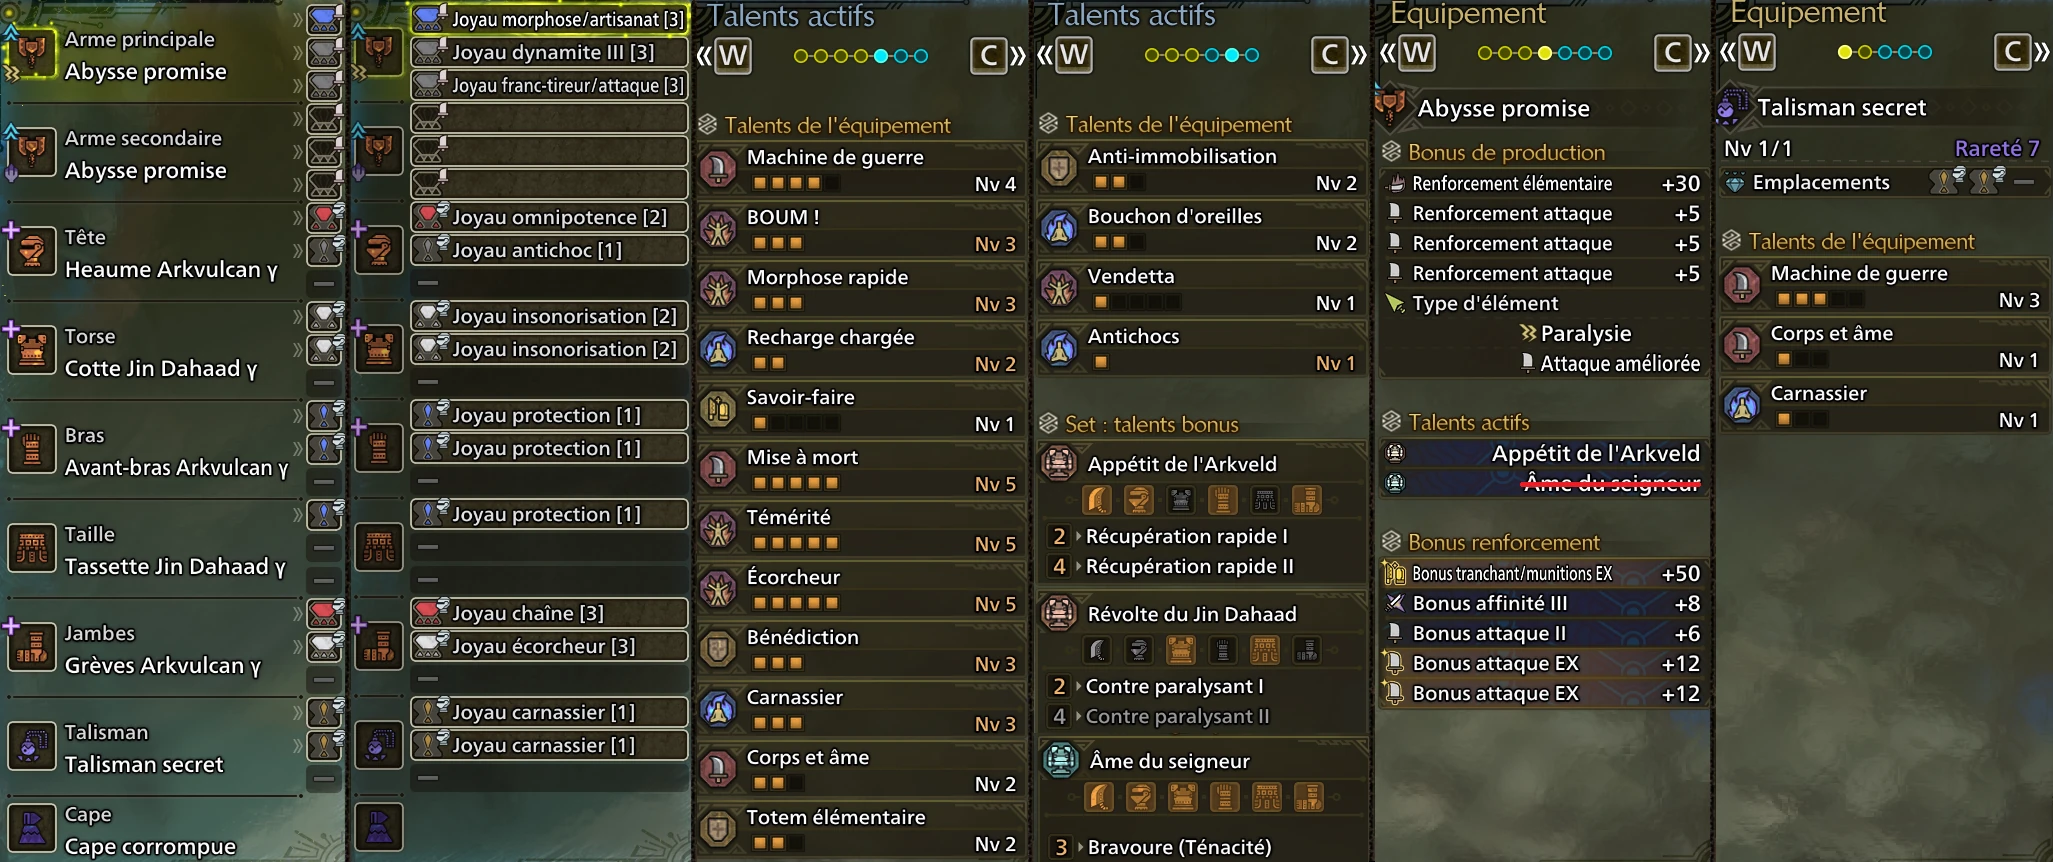 Arme principale
Abysse promise
Arme secondaire
Abysse promise
Tête
Heaume Arkvulcan γ
Torse
Cotte Jin Dahaad γ
Bras
Avant-bras Arkvulcan γ
Taille
Tassette Jin Dahaad γ
Jambes
Grèves Arkvulcan γ
Talisman
Talisman secret
Cape
Cape corrompue
Joyau morphose/artisanat [3]
Joyau dynamite III [3]
Joyau franc-tireur/attaque [3]
Joyau omnipotence [2]
Joyau antichoc [1]
Joyau insonorisation [2]
Joyau insonorisation [2]
Joyau protection [1]
Joyau protection [1]
Joyau protection [1]
Joyau chaîne [3]
Joyau écorcheur [3]
Joyau carnassier [1]
Joyau carnassier [1]
Talents actifs
W C
Talents de l'équipement
Machine de guerre
Nv 4
BOUM !
Nv 3
Morphose rapide
Nv 3
Recharge chargée
Nv 2
Savoir-faire
Nv 1
Mise à mort
Nv 5
Témérité
Nv 5
Écorcheur
Nv 5
Bénédiction
Nv 3
Carnassier
Nv 3
Corps et âme
Nv 2
Totem élémentaire
Nv 2
Talents actifs
W C
Talents de l'équipement
Anti-immobilisation
Nv 2
Bouchon d'oreilles
Nv 2
Vendetta
Nv 1
Antichocs
Nv 1
Set : talents bonus
Appétit de l'Arkveld
2 Récupération rapide I
4 Récupération rapide II
Révolte du Jin Dahaad
2 Contre paralysant I
4 Contre paralysant II
Âme du seigneur
3 Bravoure (Ténacité)
Equipement
W C
Abysse promise
Bonus de production
Renforcement élémentaire +30
Renforcement attaque +5
Renforcement attaque +5
Renforcement attaque +5
Type d'élément
Paralysie
Attaque améliorée
Talents actifs
Appétit de l'Arkveld
Âme du seigneur
Bonus renforcement
Bonus tranchant/munitions EX +50
Bonus affinité III +8
Bonus attaque II +6
Bonus attaque EX +12
Bonus attaque EX +12
Equipement
W C
Talisman secret
Nv 1/1 Rareté 7
Emplacements
Talents de l'équipement
Machine de guerre
Nv 3
Corps et âme
Nv 1
Carnassier
Nv 1